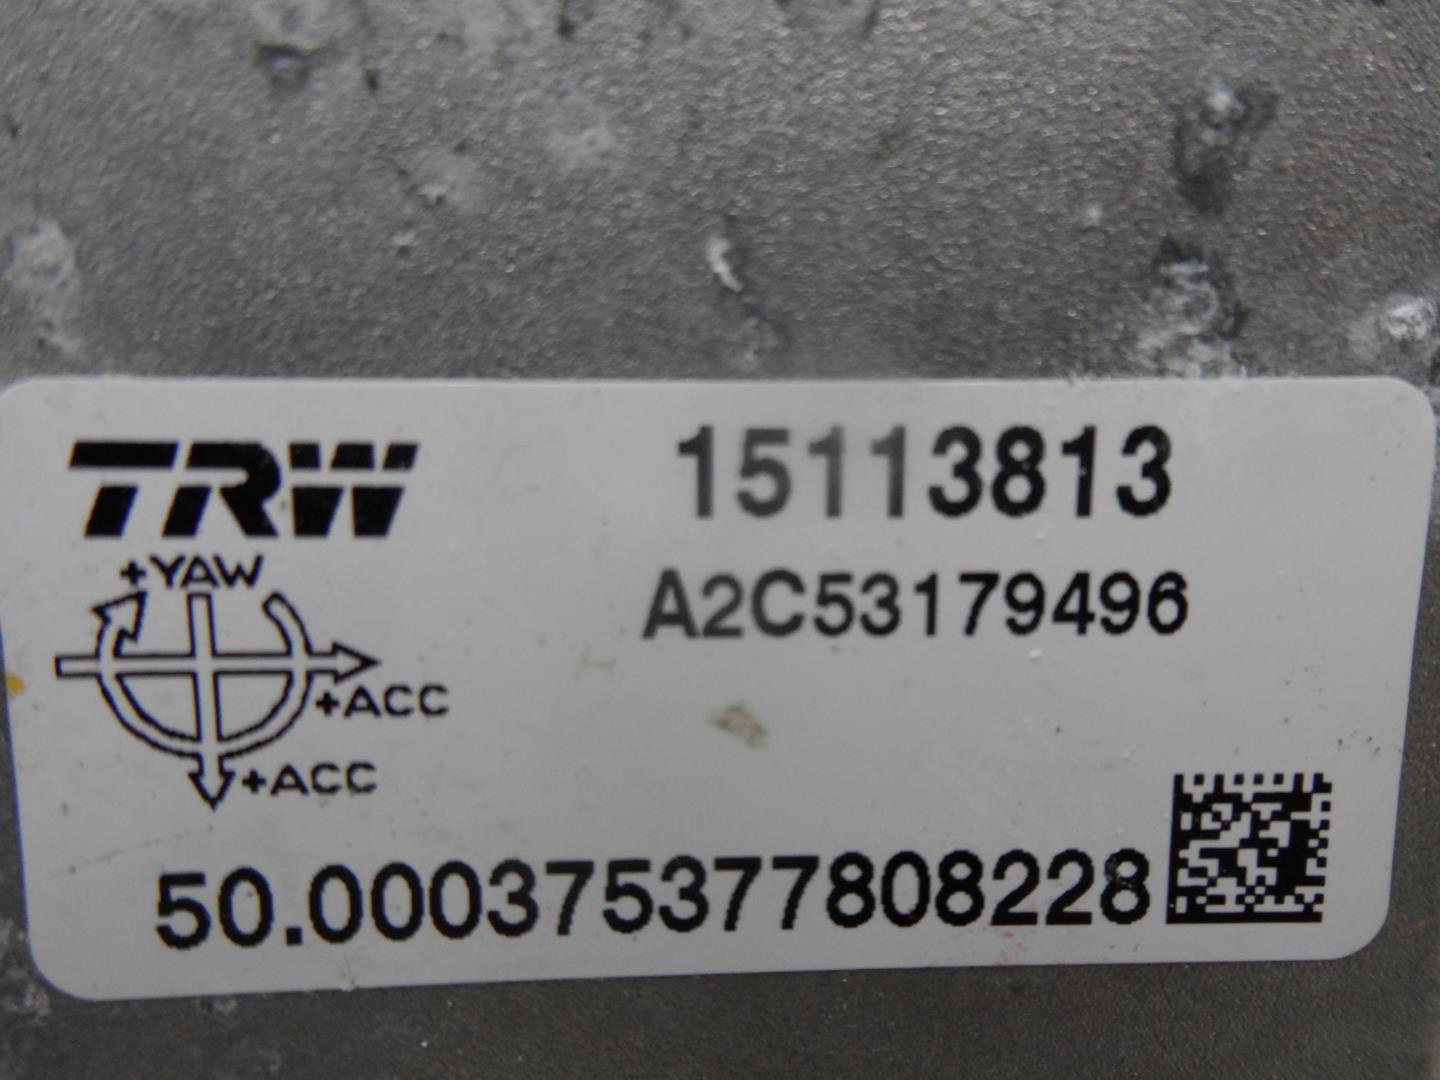 TRW 15113813
+YAW A2C53179496
+ACC
+ACC
50.000375377808228